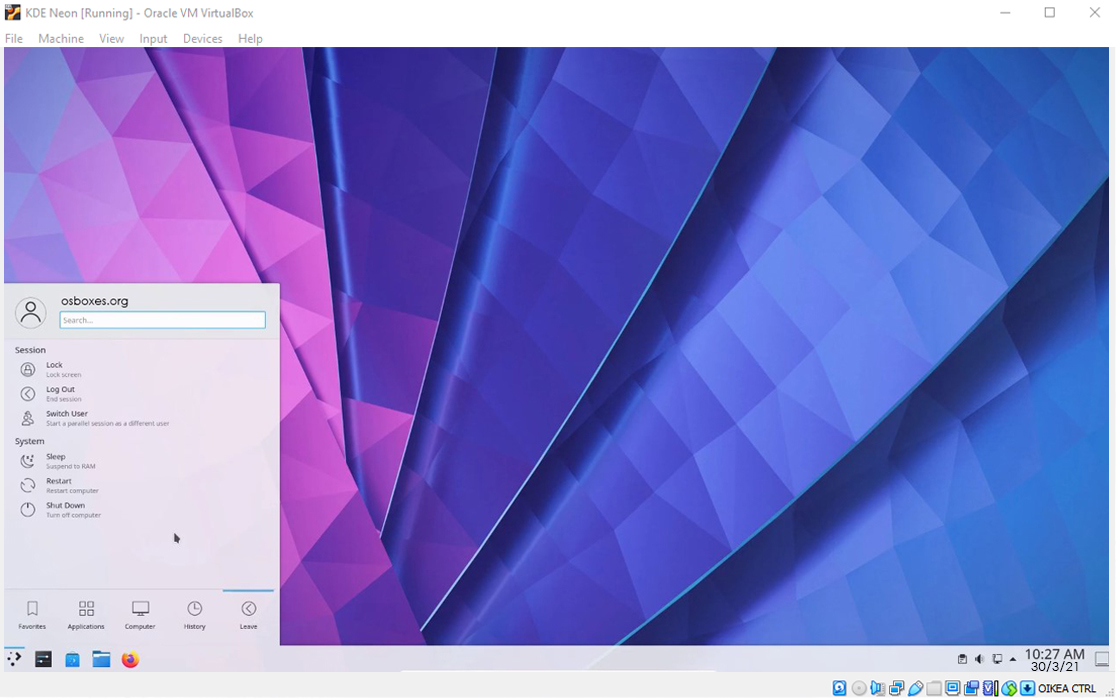 KDE Neon [Running] - Oracle VM VirtualBox
File Machine View Input Devices Help
osboxes.org
Search...
Session
Lock
Lock screen
Log Out
End session
Switch User
Start a parallel session as a different user
System
Sleep
Suspend to RAM
Restart
Restart computer
Shut Down
Turn off computer
Favorites Applications Computer History Leave
10:27 AM
30/3/21
OIKEA CTRL